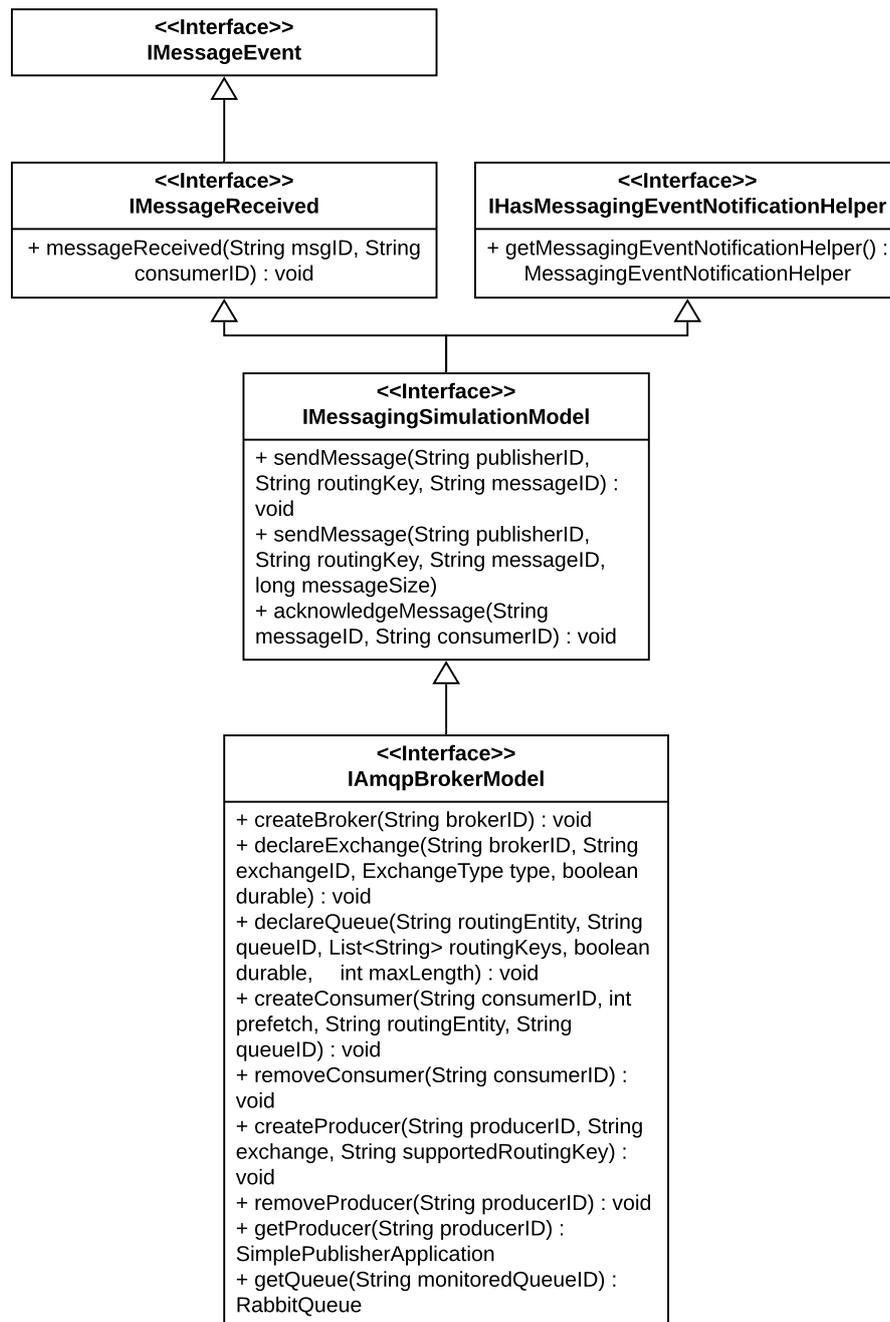 <<Interface>>
IMessageEvent
<<Interface>>
IMessageReceived
+ messageReceived(String msgID, String
consumerID) : void
<<Interface>>
IHasMessagingEventNotificationHelper
+ getMessagingEventNotificationHelper() :
MessagingEventNotificationHelper
<<Interface>>
IMessagingSimulationModel
+ sendMessage(String publisherID,
String routingKey, String messageID) :
void
+ sendMessage(String publisherID,
String routingKey, String messageID,
long messageSize)
+ acknowledgeMessage(String
messageID, String consumerID) : void
<<Interface>>
IAmqpBrokerModel
+ createBroker(String brokerID) : void
+ declareExchange(String brokerID, String
exchangeID, ExchangeType type, boolean
durable) : void
+ declareQueue(String routingEntity, String
queueID, List<String> routingKeys, boolean
durable,    int maxLength) : void
+ createConsumer(String consumerID, int
prefetch, String routingEntity, String
queueID) : void
+ removeConsumer(String consumerID) :
void
+ createProducer(String producerID, String
exchange, String supportedRoutingKey) :
void
+ removeProducer(String producerID) : void
+ getProducer(String producerID) :
SimplePublisherApplication
+ getQueue(String monitoredQueueID) :
RabbitQueue